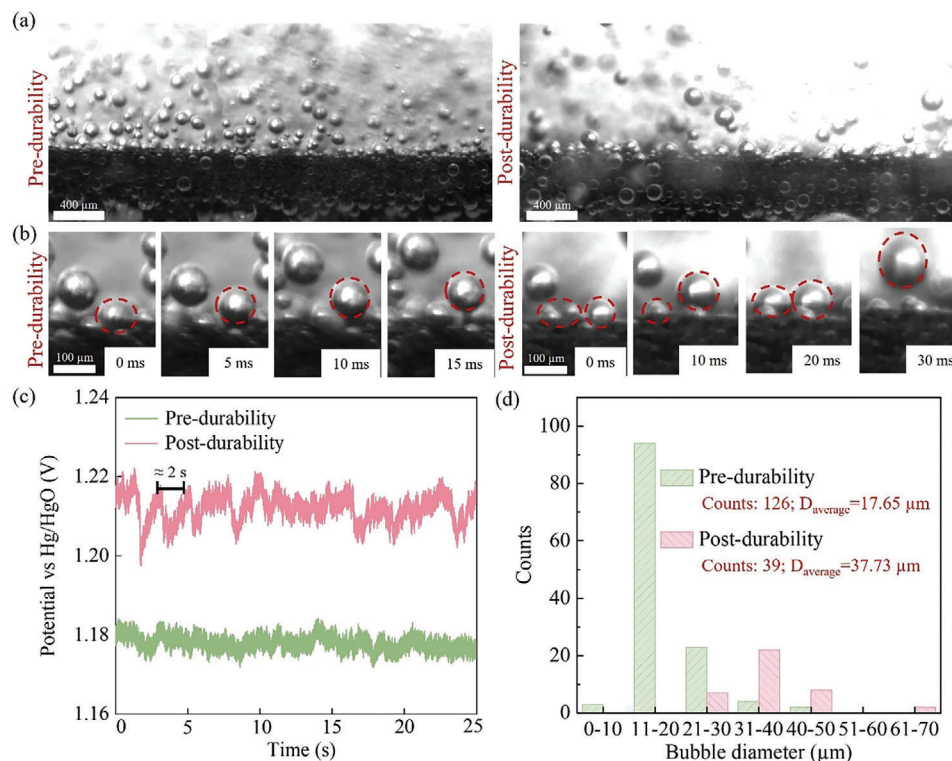 (a)
Pre-durability
400 µm
Post-durability
400 µm
(b)
Pre-durability
100 µm
0 ms
5 ms
10 ms
15 ms
Post-durability
100 µm
0 ms
10 ms
20 ms
30 ms
(c)
Potential vs Hg/HgO (V)
1.24
1.22
1.20
1.18
1.16
Pre-durability
Post-durability
≈ 2 s
0 5 10 15 20 25
Time (s)
(d)
Counts
100
80
60
40
20
0
Pre-durability
Counts: 126; Daverage=17.65 µm
Post-durability
Counts: 39; Daverage=37.73 µm
0-10 11-20 21-30 31-40 40-50 51-60 61-70
Bubble diameter (µm)